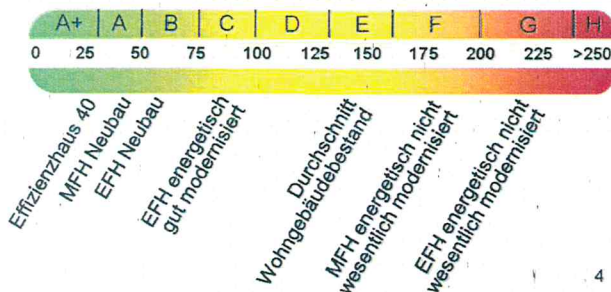 A+ A B C D E F G H
0 25 50 75 100 125 150 175 200 225 >250
Effizienzhaus 40
MFH Neubau
EFH Neubau
EFH energetisch
gut modernisiert
Durchschnitt
Wohngebäudebestand
MFH energetisch nicht
wesentlich modernisiert
EFH energetisch nicht
wesentlich modernisiert
4